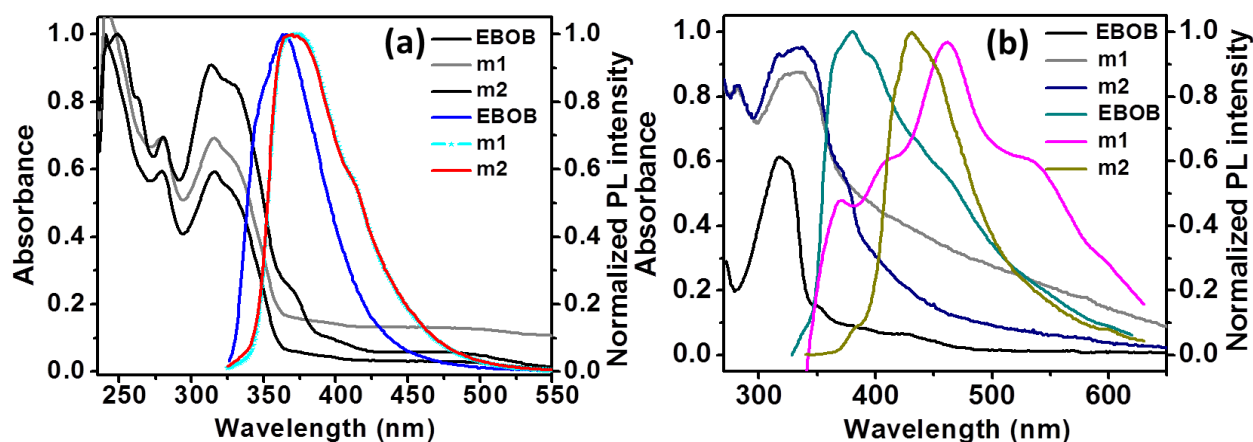 (a)
EBOB
m1
m2
EBOB
m1
m2
Absorbance
1.0
0.8
0.6
0.4
0.2
0.0
250 300 350 400 450 500 550
Wavelength (nm)
1.0
0.8
0.6
0.4
0.2
0.0
Normalized PL intensity
(b)
EBOB
m1
m2
EBOB
m1
m2
Absorbance
1.0
0.8
0.6
0.4
0.2
0.0
300 400 500 600
Wavelength (nm)
1.0
0.8
0.6
0.4
0.2
0.0
Normalized PL intensity